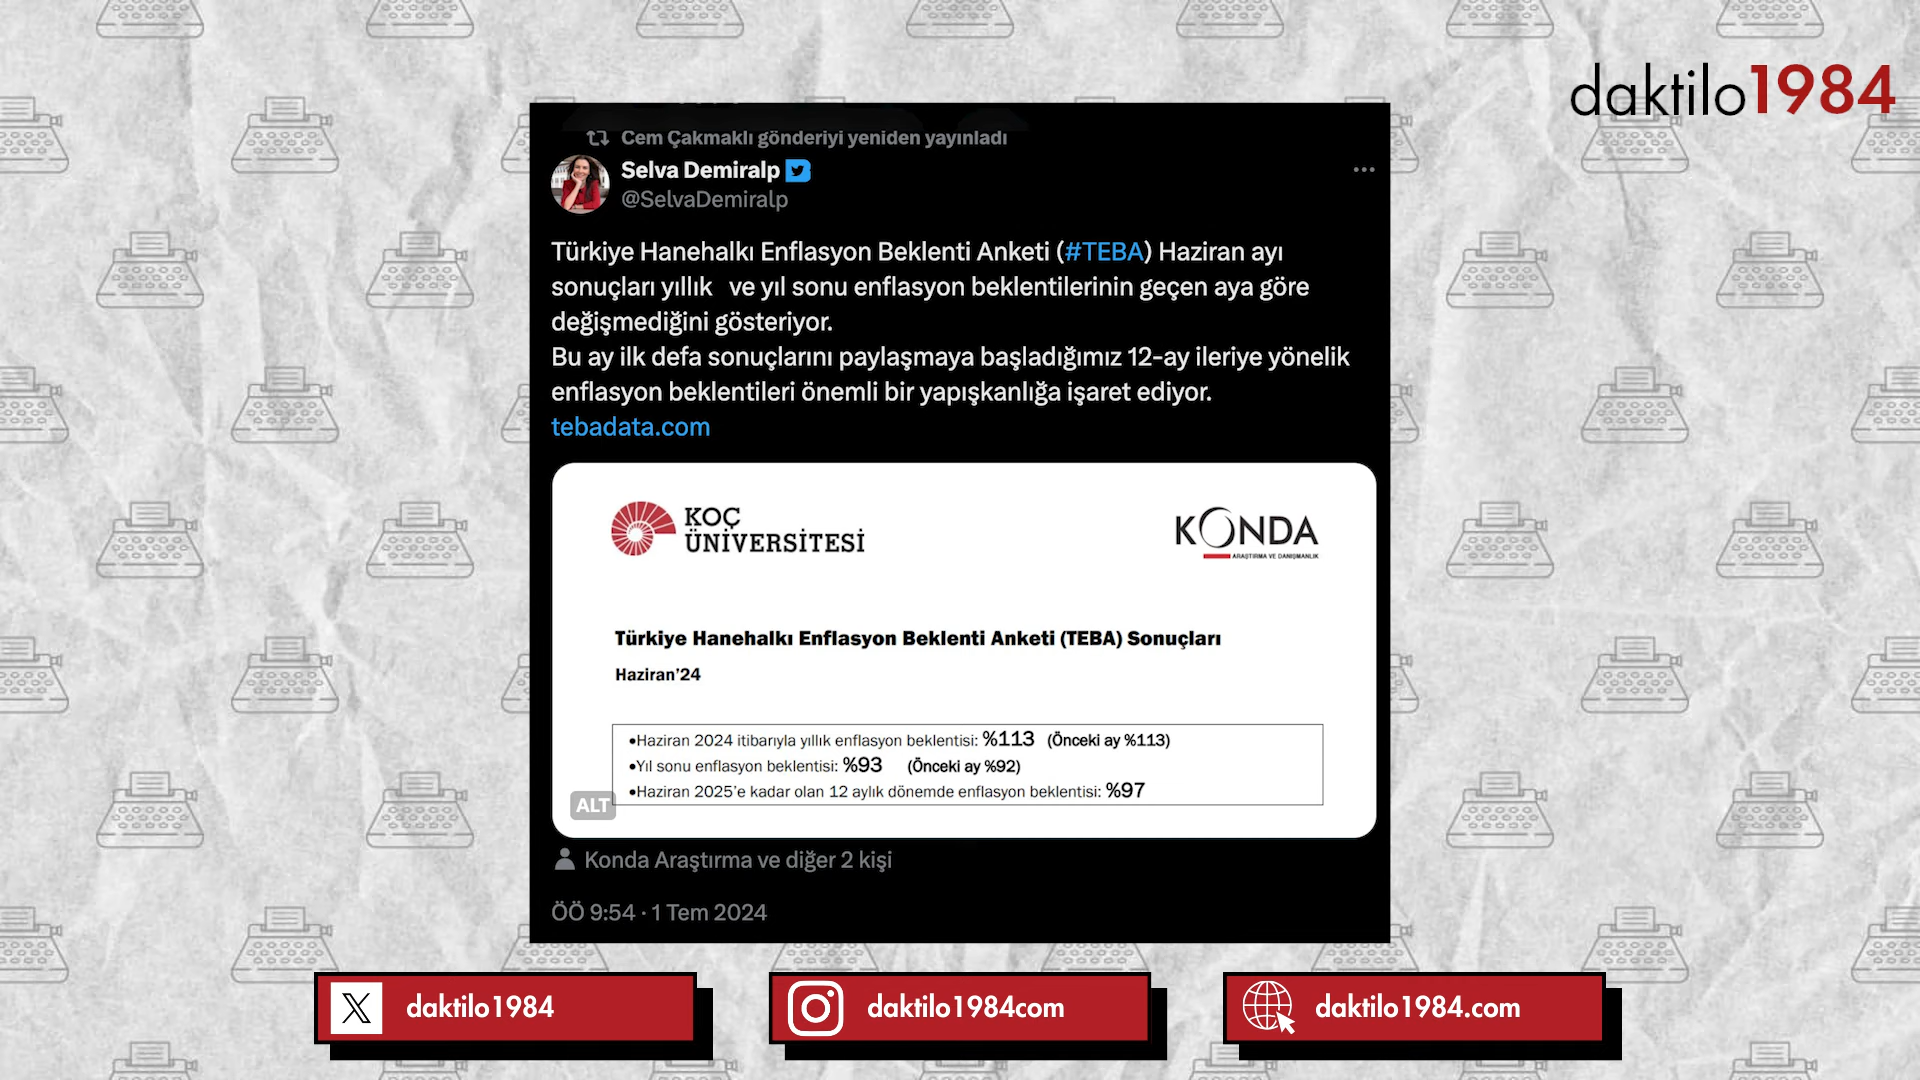 daktilo1984
Cem Çakmaklı gönderiyi yeniden yayınladı
Selva Demiralp
@SelvaDemiralp
Türkiye Hanehalkı Enflasyon Beklenti Anketi (#TEBA) Haziran ayı
sonuçları yıllık ve yıl sonu enflasyon beklentilerinin geçen aya göre
değişmediğini gösteriyor.
Bu ay ilk defa sonuçlarını paylaşmaya başladığımız 12-ay ileriye yönelik
enflasyon beklentileri önemli bir yapışkanlığa işaret ediyor.
tebadata.com
KOÇ
ÜNİVERSİTESİ
KONDA
ARAŞTIRMA VE DANIŞMANLIK
Türkiye Hanehalkı Enflasyon Beklenti Anketi (TEBA) Sonuçları
Haziran’24
•Haziran 2024 itibarıyla yıllık enflasyon beklentisi: %113 (Önceki ay %113)
•Yıl sonu enflasyon beklentisi: %93 (Önceki ay %92)
•Haziran 2025’e kadar olan 12 aylık dönemde enflasyon beklentisi: %97
ALT
Konda Araştırma ve diğer 2 kişi
ÖÖ 9:54 · 1 Tem 2024
daktilo1984
daktilo1984com
daktilo1984.com